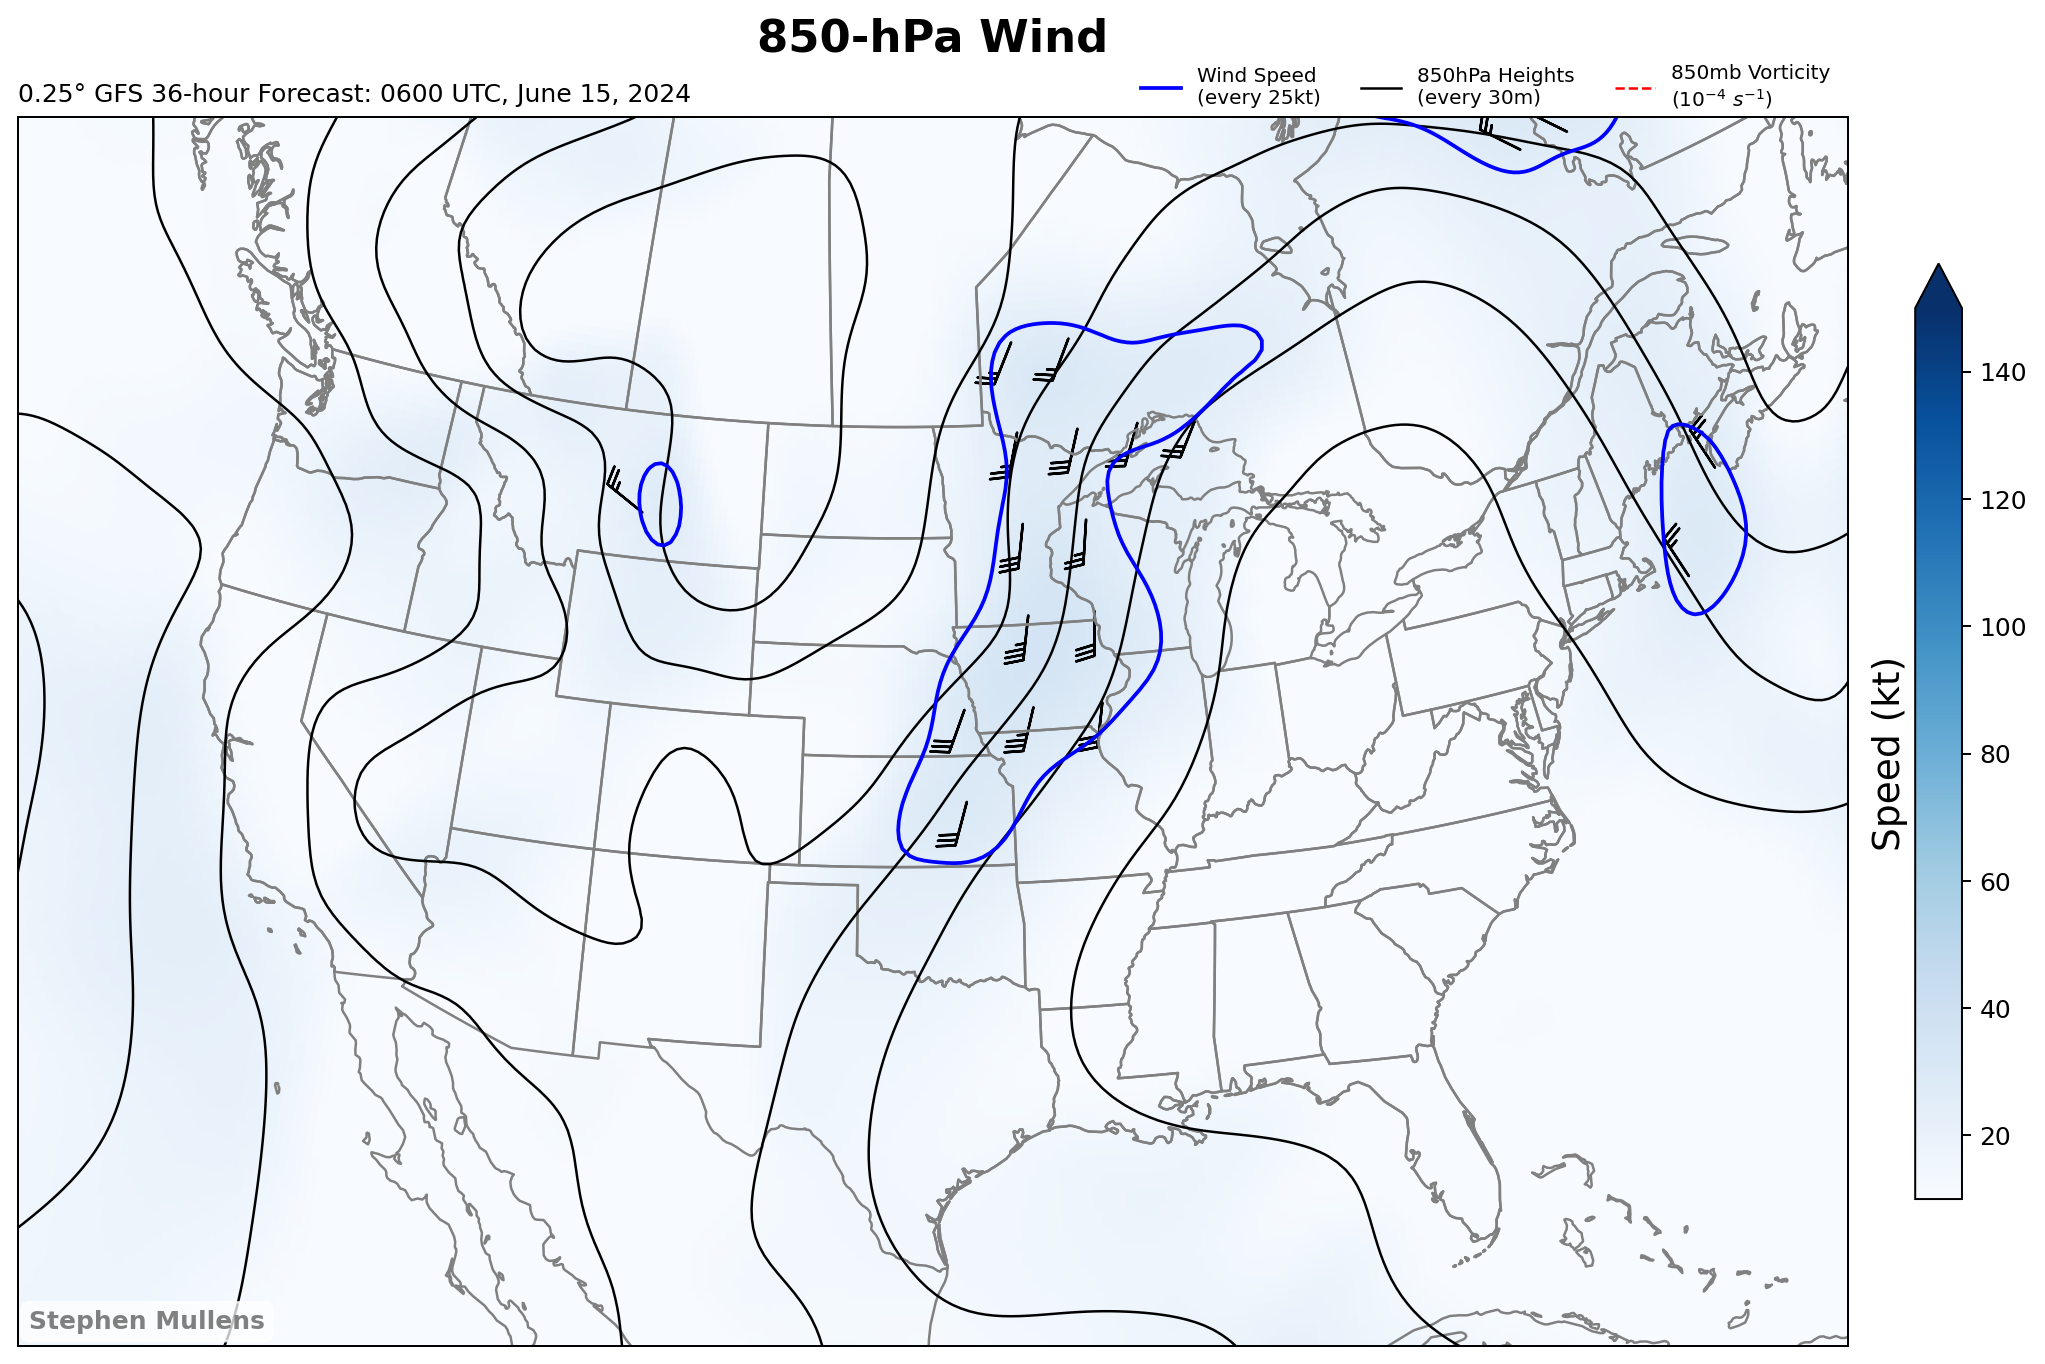 850-hPa Wind
0.25° GFS 36-hour Forecast: 0600 UTC, June 15, 2024
Wind Speed
(every 25kt)
850hPa Heights
(every 30m)
850mb Vorticity
(10⁻⁴ s⁻¹)
140
120
100
80
60
40
20
Speed (kt)
Stephen Mullens